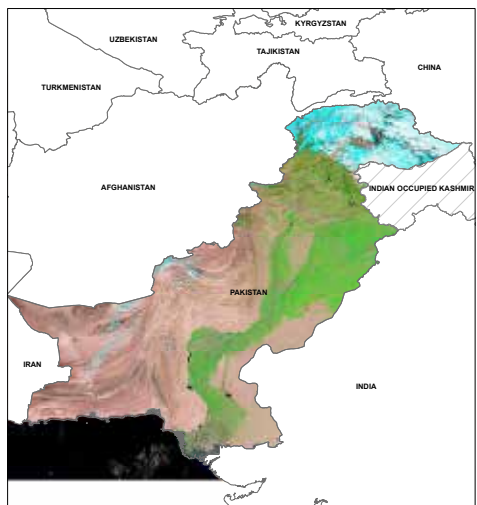 KYRGYZSTAN
UZBEKISTAN
TAJIKISTAN
CHINA
TURKMENISTAN
AFGHANISTAN
INDIAN OCCUPIED KASHMIR
PAKISTAN
IRAN
INDIA